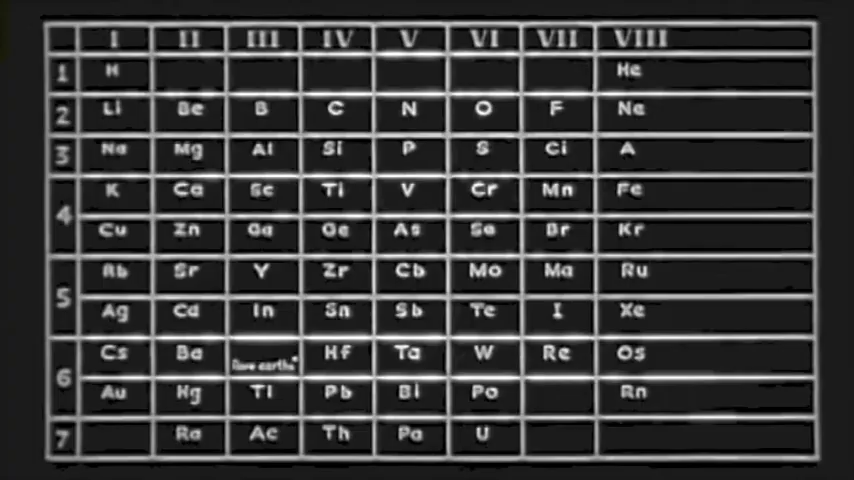 I II III IV V VI VII VIII
1 H He
2 Li Be B C N O F Ne
3 Na Mg Al Si P S Ci A
4
K Ca Sc Ti V Cr Mn Fe
Cu Zn Ga Ge As Se Br Kr
5
Rb Sr Y Zr Cb Mo Ma Ru
Ag Cd In Sn Sb Te I Xe
6
Cs Ba Rare earths* Hf Ta W Re Os
Au Hg Tl Pb Bi Po Rn
7 Ra Ac Th Pa U